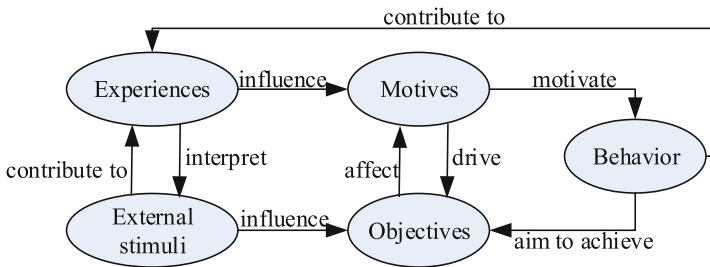 contribute to
Experiences
influence
Motives
motivate
contribute to
interpret
affect
drive
Behavior
External
stimuli
influence
Objectives
aim to achieve